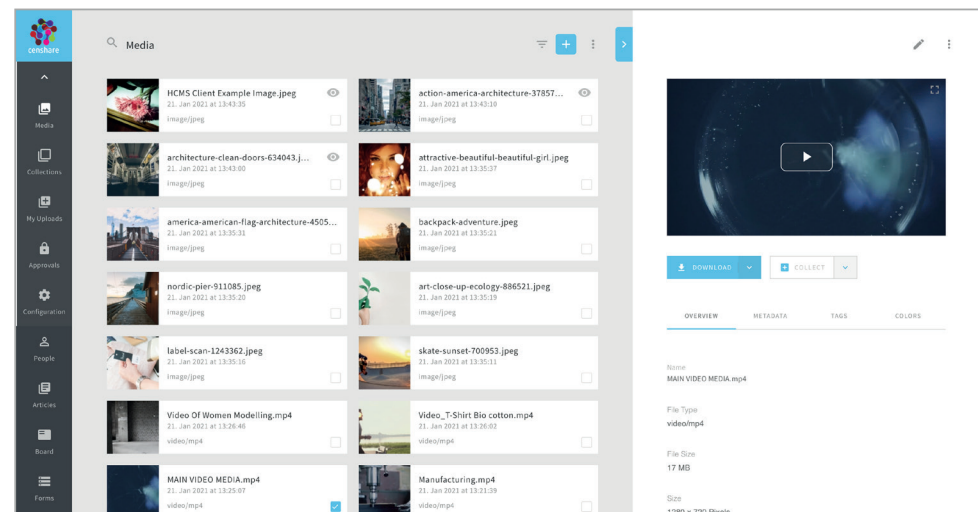 censhare
Media
Collections
My Uploads
Approvals
Configuration
People
Articles
Board
Forms
Media
HCMS Client Example Image.jpeg
21. Jan 2021 at 13:43:35
image/jpeg
action-america-architecture-37857...
21. Jan 2021 at 13:43:10
image/jpeg
architecture-clean-doors-634043.j...
21. Jan 2021 at 13:43:00
image/jpeg
attractive-beautiful-beautiful-girl.jpeg
21. Jan 2021 at 13:35:37
image/jpeg
america-american-flag-architecture-4505...
21. Jan 2021 at 13:35:31
image/jpeg
backpack-adventure.jpeg
21. Jan 2021 at 13:35:21
image/jpeg
nordic-pier-911085.jpeg
21. Jan 2021 at 13:35:20
image/jpeg
art-close-up-ecology-886521.jpeg
21. Jan 2021 at 13:35:19
image/jpeg
label-scan-1243362.jpeg
21. Jan 2021 at 13:35:16
image/jpeg
skate-sunset-700953.jpeg
21. Jan 2021 at 13:35:11
image/jpeg
Video Of Women Modelling.mp4
21. Jan 2021 at 13:26:46
video/mp4
Video_T-Shirt Bio cotton.mp4
21. Jan 2021 at 13:26:02
video/mp4
MAIN VIDEO MEDIA.mp4
21. Jan 2021 at 13:25:07
video/mp4
Manufacturing.mp4
21. Jan 2021 at 13:21:39
video/mp4
DOWNLOAD
COLLECT
OVERVIEW METADATA TAGS COLORS
Name
MAIN VIDEO MEDIA.mp4
File Type
video/mp4
File Size
17 MB
Size
1280 × 720 Pixels